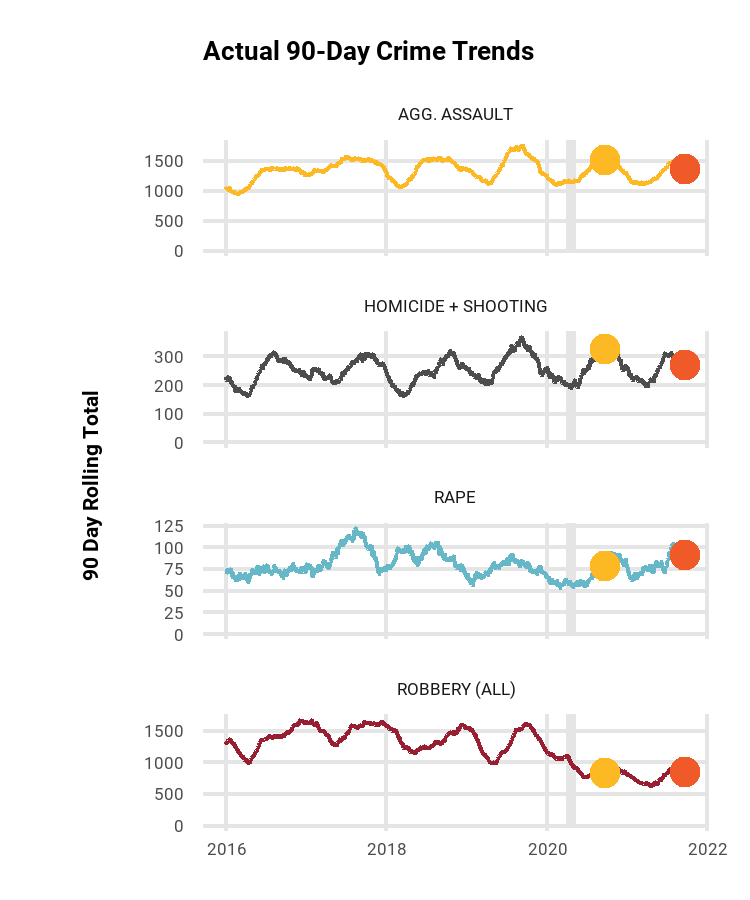 Actual 90-Day Crime Trends
AGG. ASSAULT
1500
1000
500
0
HOMICIDE + SHOOTING
300
200
100
0
90 Day Rolling Total
RAPE
125
100
75
50
25
0
ROBBERY (ALL)
1500
1000
500
0
2016 2018 2020 2022